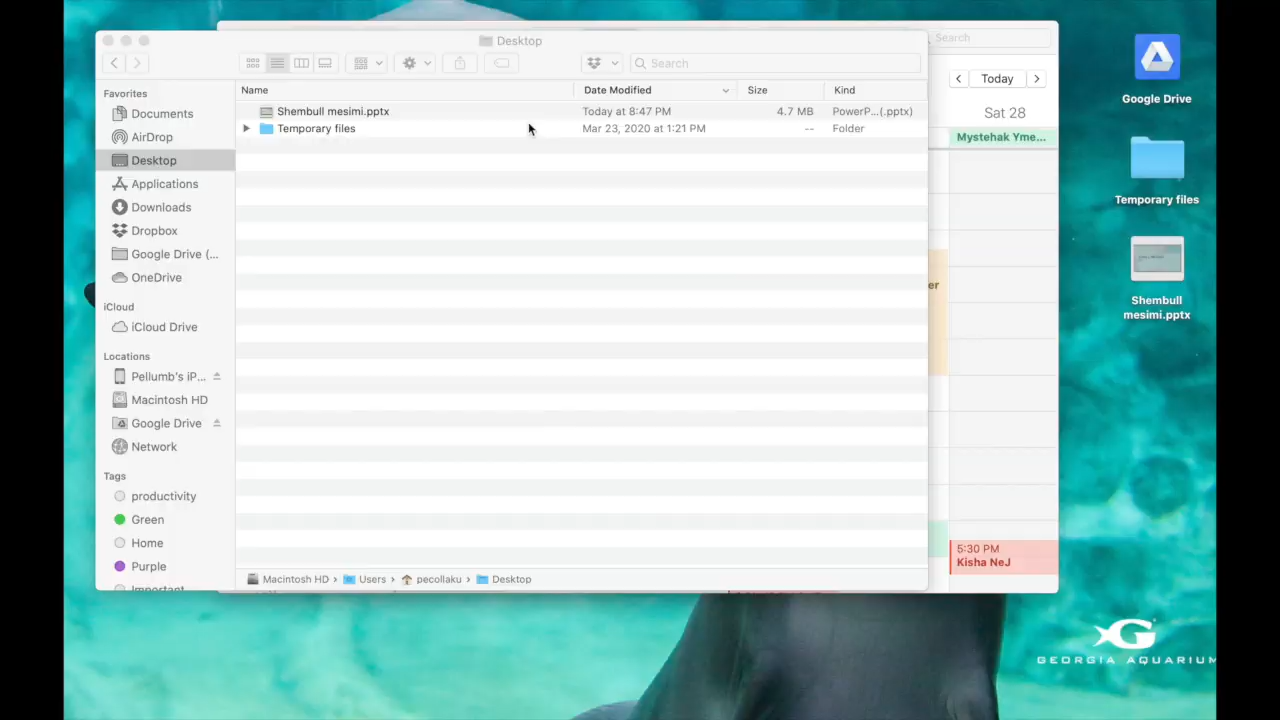 Desktop
Search
Search
Favorites
Documents
AirDrop
Desktop
Applications
Downloads
Dropbox
Google Drive (...
OneDrive
iCloud
iCloud Drive
Locations
Pellumb's iP...
Macintosh HD
Google Drive
Network
Tags
productivity
Green
Home
Purple
Important
Name
Date Modified
Size
Kind
Shembull mesimi.pptx
Today at 8:47 PM
4.7 MB
PowerP...(.pptx)
Temporary files
Mar 23, 2020 at 1:21 PM
--
Folder
Macintosh HD
Users
pecollaku
Desktop
Today
Sat 28
Mystehak Yme...
er
5:30 PM
Kisha NeJ
Google Drive
Temporary files
Shembull
mesimi.pptx
GEORGIA AQUARIUM